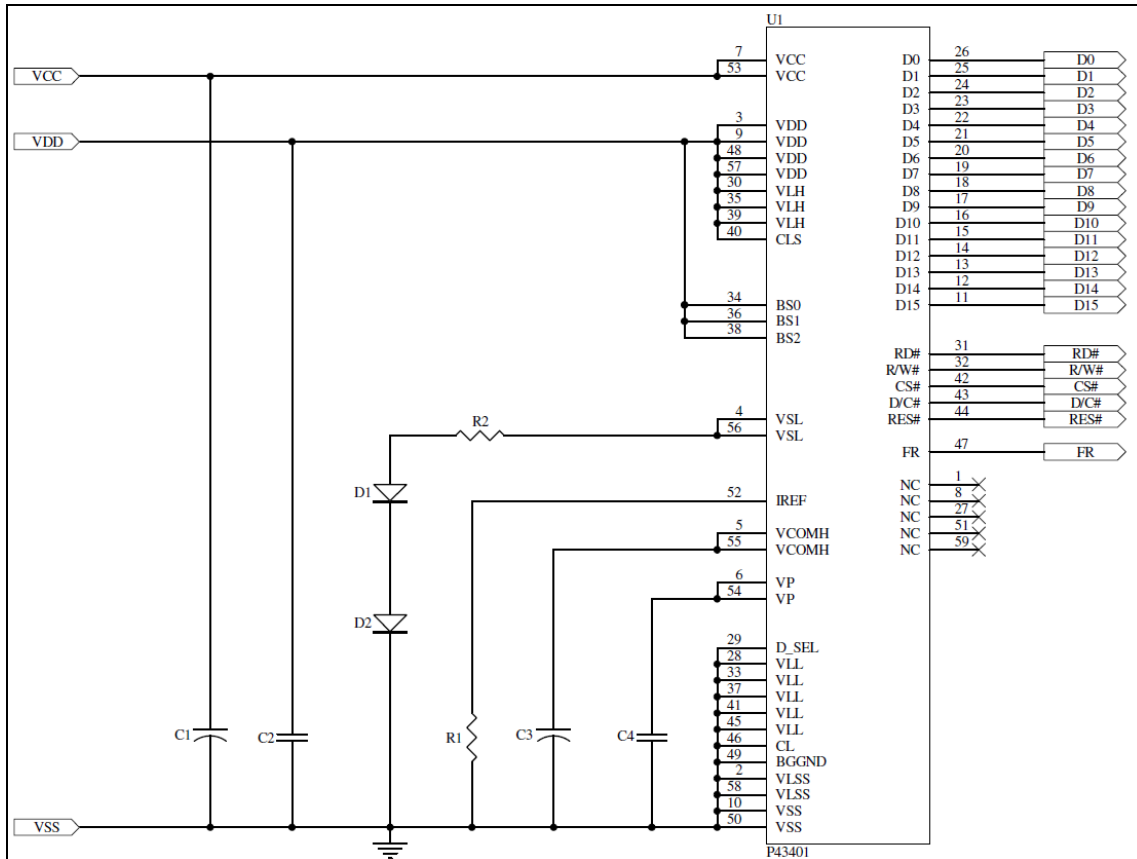 U1
VCC
7 VCC
53 VCC
VDD
3 VDD
9 VDD
48 VDD
57 VDD
30 VLH
35 VLH
39 VLH
40 CLS
34 BS0
36 BS1
38 BS2
R2
4 VSL
56 VSL
D1
52 IREF
5 VCOMH
55 VCOMH
6 VP
54 VP
D2
29 D_SEL
28 VLL
33 VLL
37 VLL
41 VLL
45 VLL
46 CL
49 BGGND
2 VLSS
58 VLSS
10 VSS
50 VSS
C1
C2
R1
C3
C4
VSS
D0 26 D0
D1 25 D1
D2 24 D2
D3 23 D3
D4 22 D4
D5 21 D5
D6 20 D6
D7 19 D7
D8 18 D8
D9 17 D9
D10 16 D10
D11 15 D11
D12 14 D12
D13 13 D13
D14 12 D14
D15 11 D15
RD# 31 RD#
R/W# 32 R/W#
CS# 42 CS#
D/C# 43 D/C#
RES# 44 RES#
FR 47 FR
NC 1
NC 8
NC 27
NC 51
NC 59
P43401